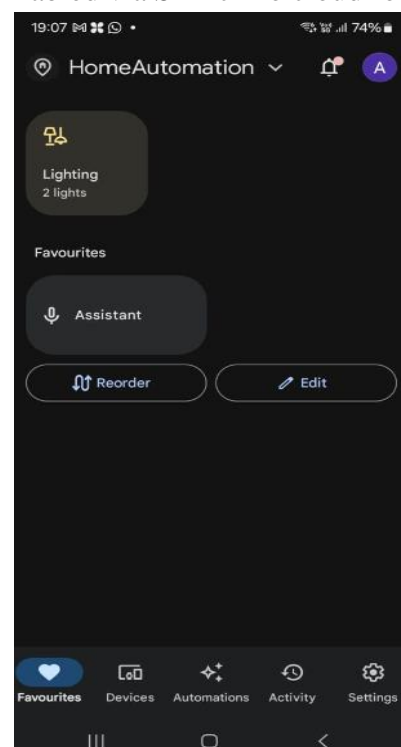 19:07 74%
HomeAutomation A
Lighting
2 lights
Favourites
Assistant
Reorder Edit
Favourites Devices Automations Activity Settings